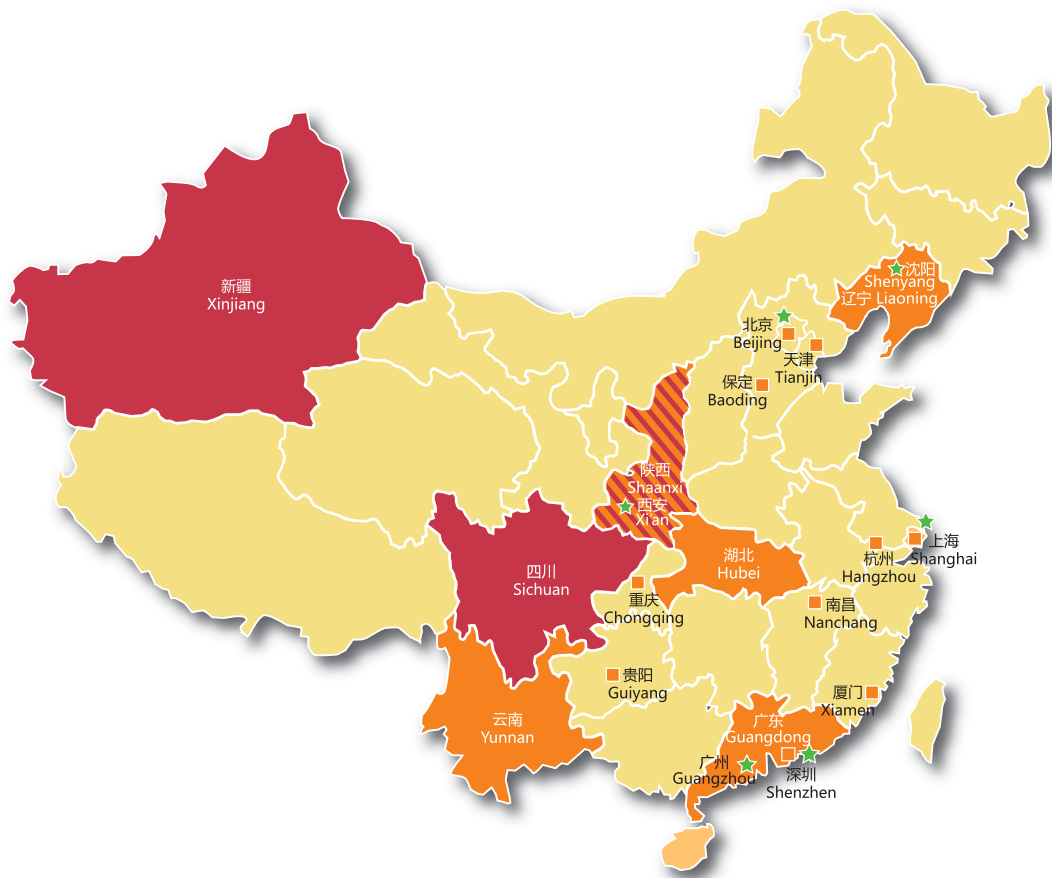 新疆
Xinjiang
沈阳
Shenyang
辽宁 Liaoning
北京
Beijing
天津
Tianjin
保定
Baoding
陕西
Shaanxi
西安
Xi'an
上海
Shanghai
杭州
Hangzhou
湖北
Hubei
四川
Sichuan
重庆
Chongqing
南昌
Nanchang
贵阳
Guiyang
厦门
Xiamen
云南
Yunnan
广东
Guangdong
广州
Guangzhou
深圳
Shenzhen